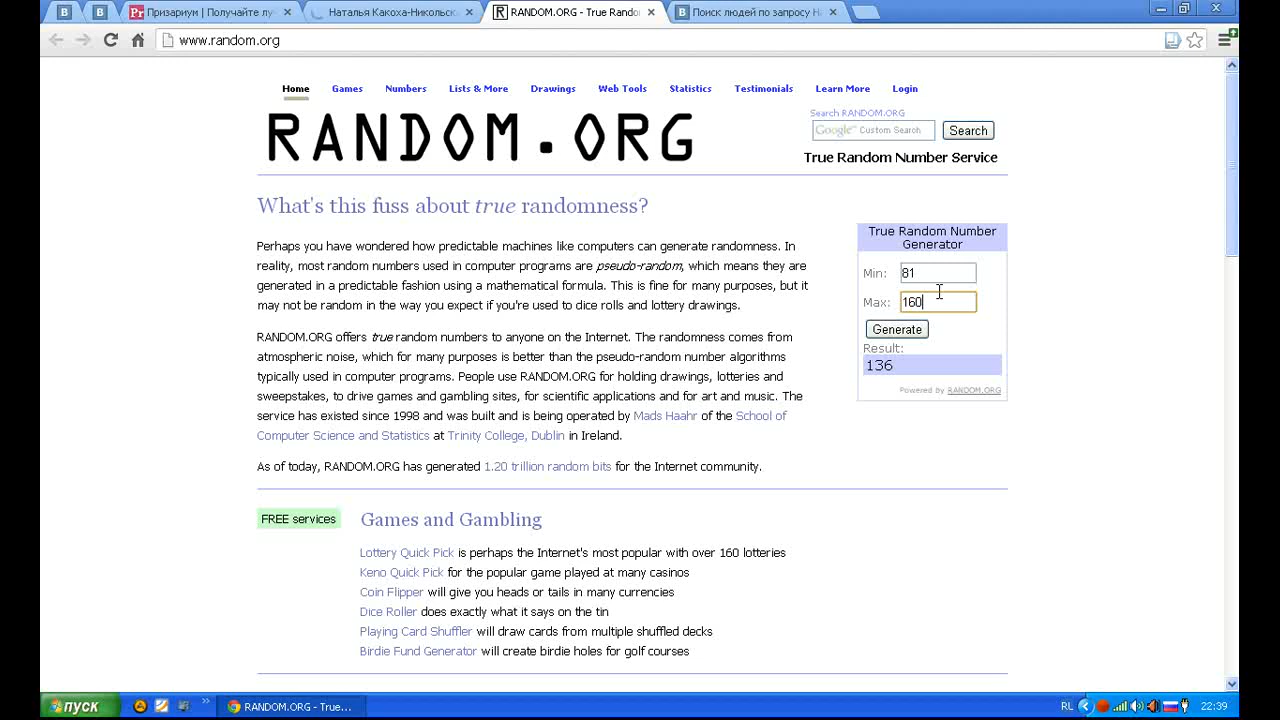 Призариум | Получайте лу
Наталья Какоха-Никольск
RANDOM.ORG - True Rando
Поиск людей по запросу Н
www.random.org
Home Games Numbers Lists & More Drawings Web Tools Statistics Testimonials Learn More Login
RANDOM.ORG
Search RANDOM.ORG
Google™ Custom Search Search
True Random Number Service
What's this fuss about true randomness?
Perhaps you have wondered how predictable machines like computers can generate randomness. In
reality, most random numbers used in computer programs are pseudo-random, which means they are
generated in a predictable fashion using a mathematical formula. This is fine for many purposes, but it
may not be random in the way you expect if you're used to dice rolls and lottery drawings.
RANDOM.ORG offers true random numbers to anyone on the Internet. The randomness comes from
atmospheric noise, which for many purposes is better than the pseudo-random number algorithms
typically used in computer programs. People use RANDOM.ORG for holding drawings, lotteries and
sweepstakes, to drive games and gambling sites, for scientific applications and for art and music. The
service has existed since 1998 and was built and is being operated by Mads Haahr of the School of
Computer Science and Statistics at Trinity College, Dublin in Ireland.
As of today, RANDOM.ORG has generated 1.20 trillion random bits for the Internet community.
True Random Number
Generator
Min: 81
Max: 160
Generate
Result:
136
Powered by RANDOM.ORG
FREE services
Games and Gambling
Lottery Quick Pick is perhaps the Internet's most popular with over 160 lotteries
Keno Quick Pick for the popular game played at many casinos
Coin Flipper will give you heads or tails in many currencies
Dice Roller does exactly what it says on the tin
Playing Card Shuffler will draw cards from multiple shuffled decks
Birdie Fund Generator will create birdie holes for golf courses
пуск
RANDOM.ORG - True...
RL
22:39